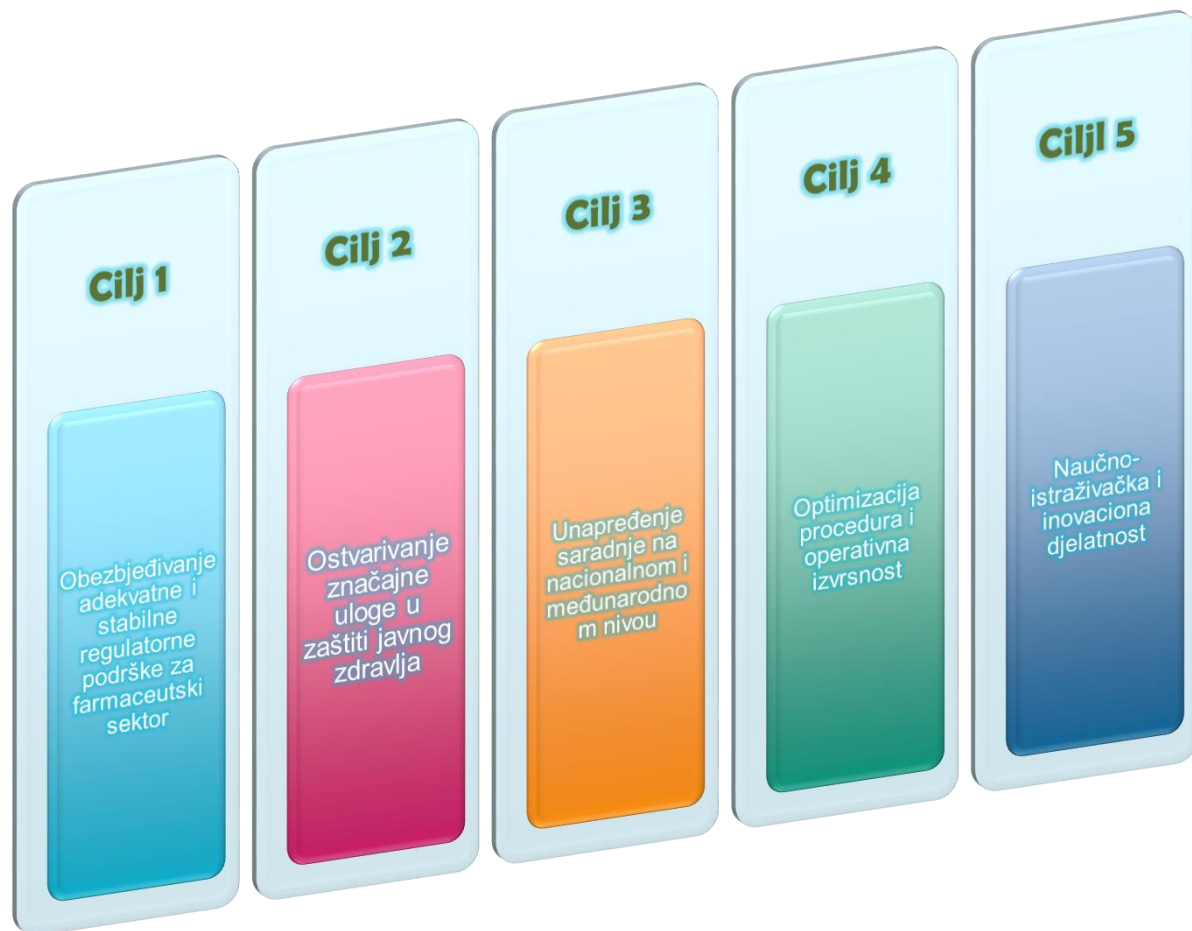 Cilj 1
Obezbjeđivanje
adekvatne i
stabilne
regulatorne
podrške za
farmaceutski
sektor
Cilj 2
Ostvarivanje
značajne
uloge u
zaštiti javnog
zdravlja
Cilj 3
Unapređenje
saradnje na
nacionalnom i
međunarodno
m nivou
Cilj 4
Optimizacija
procedura i
operativna
izvrsnost
Ciljl 5
Naučno-
istraživačka i
inovaciona
djelatnost